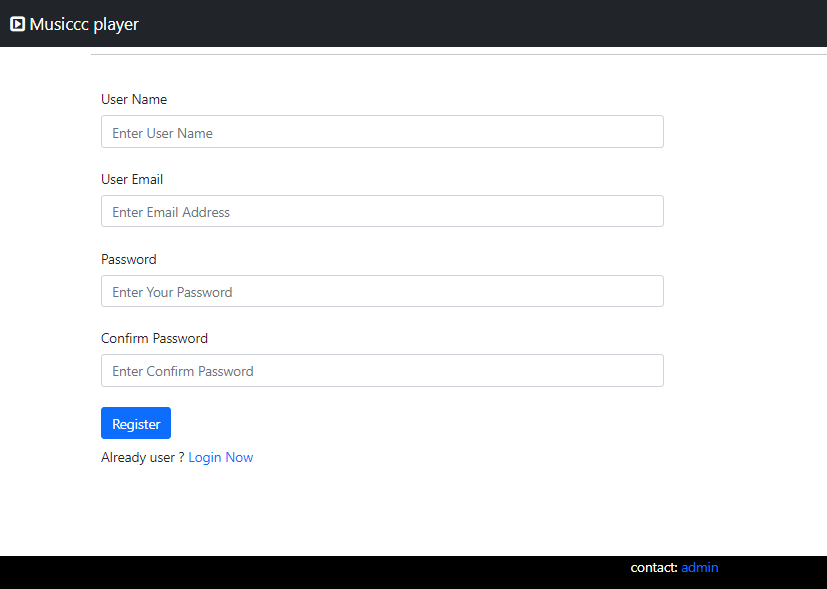 Musiccc player
User Name
Enter User Name
User Email
Enter Email Address
Password
Enter Your Password
Confirm Password
Enter Confirm Password
Register
Already user ? Login Now
contact: admin